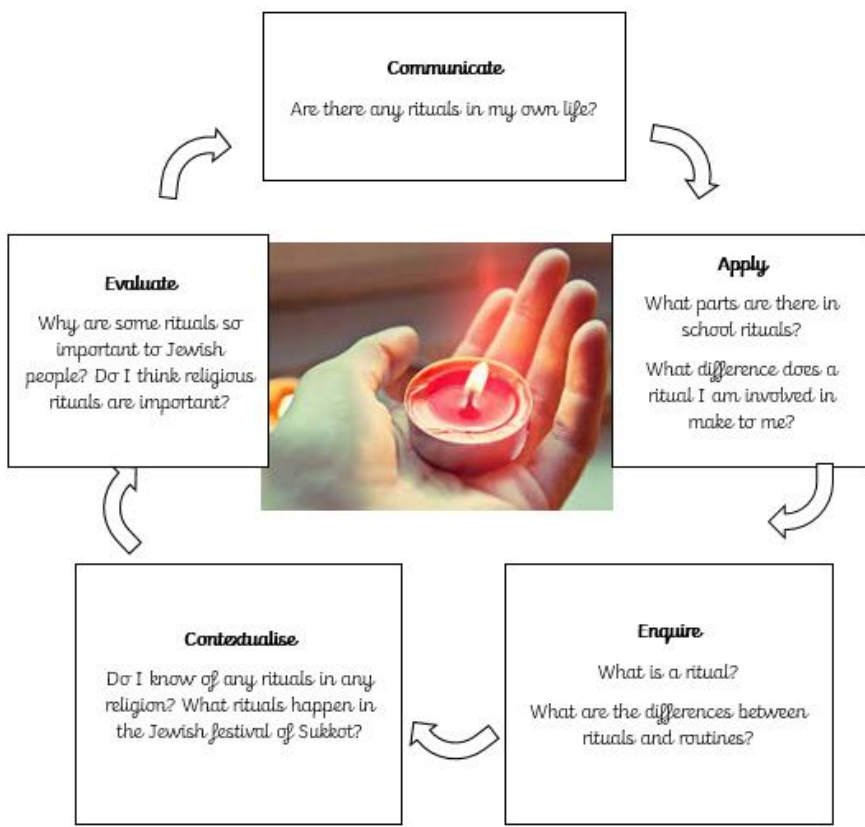 Communicate
Are there any rituals in my own life?
Apply
What parts are there in
school rituals?
What difference does a
ritual I am involved in
make to me?
Enquire
What is a ritual?
What are the differences between
rituals and routines?
Contextualise
Do I know of any rituals in any
religion? What rituals happen in
the Jewish festival of Sukkot?
Evaluate
Why are some rituals so
important to Jewish
people? Do I think religious
rituals are important?